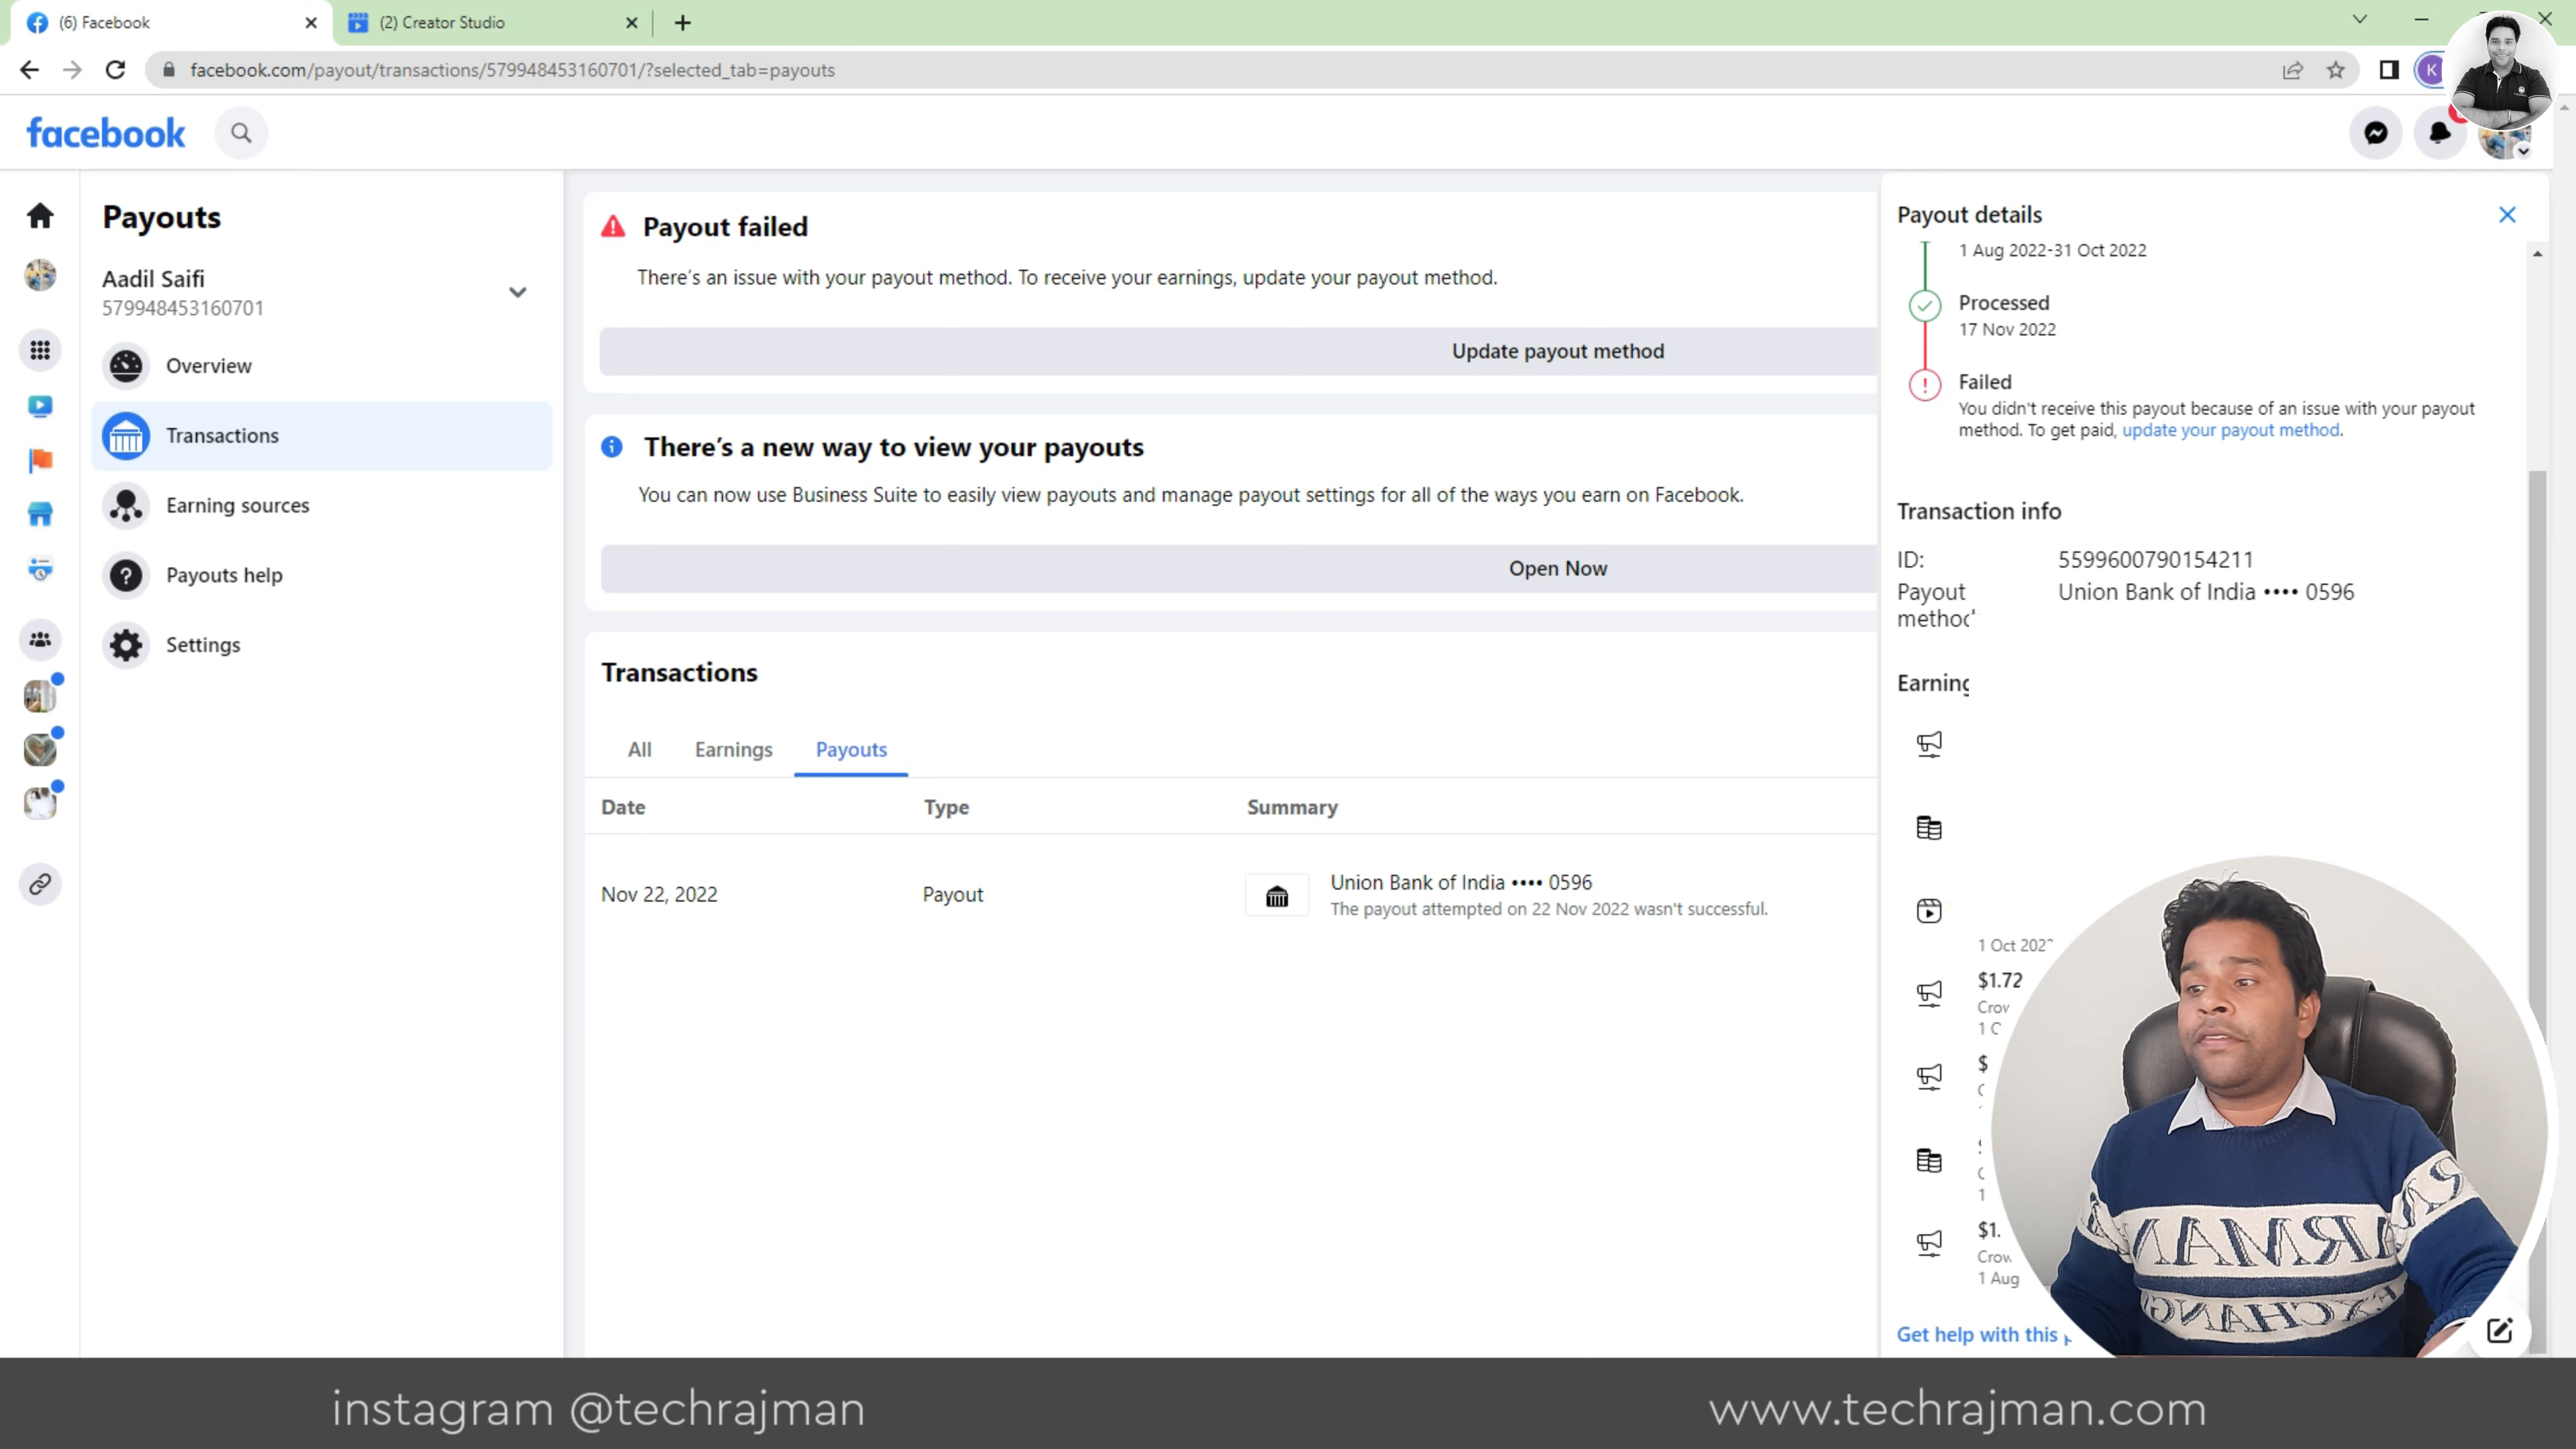 (6) Facebook
(2) Creator Studio
facebook.com/payout/transactions/579948453160701/?selected_tab=payouts
K
facebook
Payouts
Aadil Saifi
579948453160701
Overview
Transactions
Earning sources
Payouts help
Settings
Payout failed
There's an issue with your payout method. To receive your earnings, update your payout method.
Update payout method
There's a new way to view your payouts
You can now use Business Suite to easily view payouts and manage payout settings for all of the ways you earn on Facebook.
Open Now
Transactions
All Earnings Payouts
Date Type Summary
Nov 22, 2022 Payout Union Bank of India •••• 0596
The payout attempted on 22 Nov 2022 wasn't successful.
Payout details
1 Aug 2022-31 Oct 2022
Processed
17 Nov 2022
Failed
You didn't receive this payout because of an issue with your payout
method. To get paid, update your payout method.
Transaction info
ID: 5599600790154211
Payout Union Bank of India •••• 0596
1 Oct
$1.72
$
$1.
1 Aug
Get help with this
instagram @techrajman
www.techrajman.com